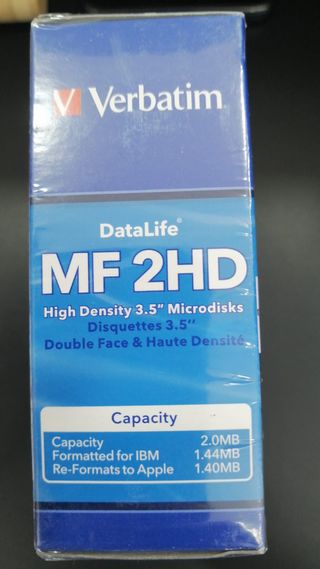 Verbatim
DataLife®
MF 2HD
High Density 3.5” Microdisks
Disquettes 3.5’’
Double Face & Haute Densité
Capacity
Capacity 2.0MB
Formatted for IBM 1.44MB
Re-Formats to Apple 1.40MB